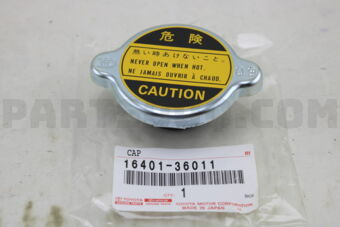 危険
熱い時あけないこと。
NEVER OPEN WHEN HOT.
NE JAMAIS OUVRIR À CHAUD.
CAUTION
CAP
16401-36011
QTY.
1
TOYOTA MOTOR CORPORATION
MADE IN JAPAN